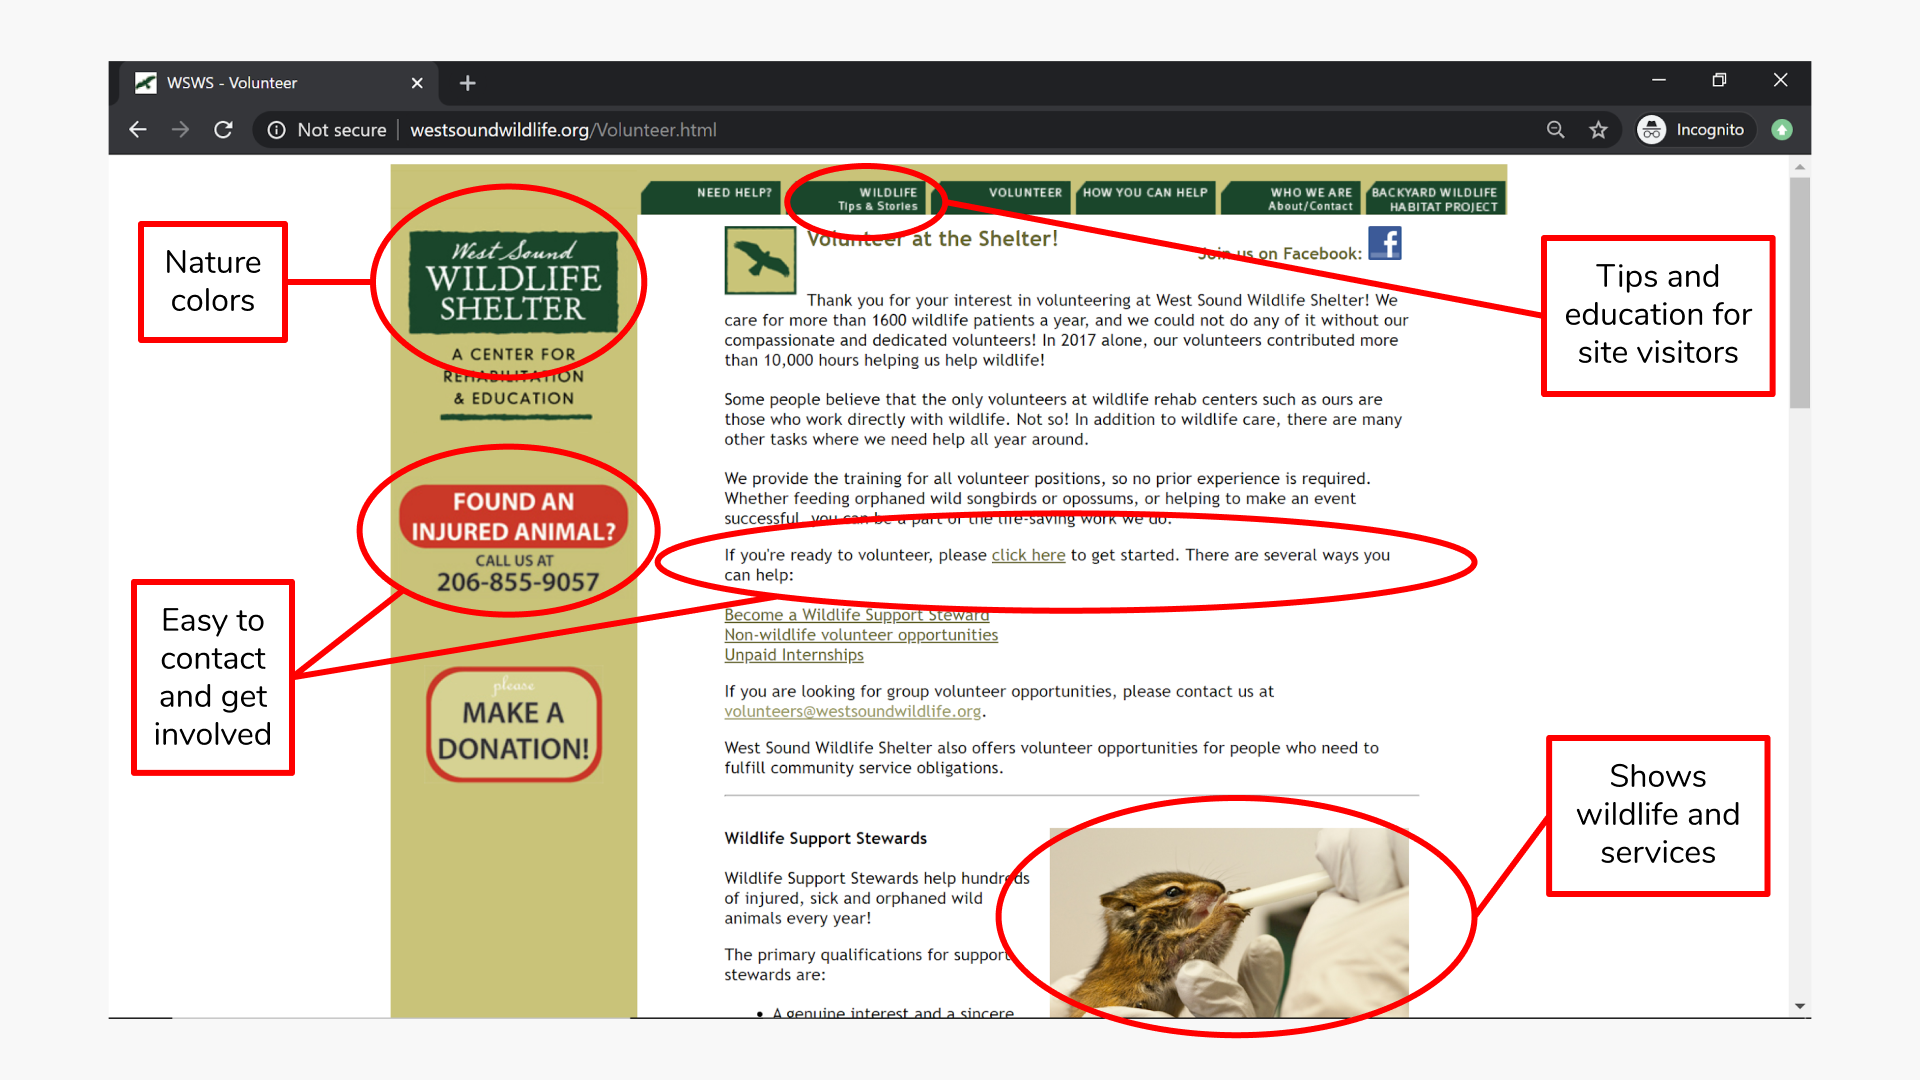 WSWS - Volunteer
Not secure westsoundwildlife.org/Volunteer.html
Incognito
NEED HELP?
WILDLIFE
Tips & Stories
VOLUNTEER
HOW YOU CAN HELP
WHO WE ARE
About/Contact
BACKYARD WILDLIFE
HABITAT PROJECT
Nature
colors
West Sound
WILDLIFE
SHELTER
A CENTER FOR
REHABILITATION
& EDUCATION
FOUND AN
INJURED ANIMAL?
CALL US AT
206-855-9057
Easy to
contact
and get
involved
please
MAKE A
DONATION!
Volunteer at the Shelter!
Join us on Facebook:
f
Thank you for your interest in volunteering at West Sound Wildlife Shelter! We
care for more than 1600 wildlife patients a year, and we could not do any of it without our
compassionate and dedicated volunteers! In 2017 alone, our volunteers contributed more
than 10,000 hours helping us help wildlife!
Some people believe that the only volunteers at wildlife rehab centers such as ours are
those who work directly with wildlife. Not so! In addition to wildlife care, there are many
other tasks where we need help all year around.
We provide the training for all volunteer positions, so no prior experience is required.
Whether feeding orphaned wild songbirds or opossums, or helping to make an event
successful, you can be a part of the life-saving work we do.
If you're ready to volunteer, please click here to get started. There are several ways you
can help:
Become a Wildlife Support Steward
Non-wildlife volunteer opportunities
Unpaid Internships
If you are looking for group volunteer opportunities, please contact us at
volunteers@westsoundwildlife.org.
West Sound Wildlife Shelter also offers volunteer opportunities for people who need to
fulfill community service obligations.
Wildlife Support Stewards
Wildlife Support Stewards help hundreds
of injured, sick and orphaned wild
animals every year!
The primary qualifications for support
stewards are:
• A genuine interest and a sincere
Tips and
education for
site visitors
Shows
wildlife and
services